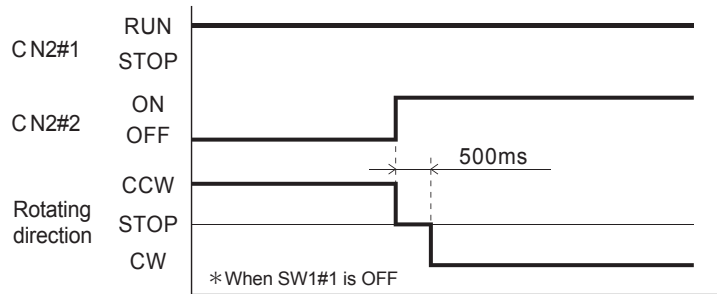 CN2#1
RUN
STOP
CN2#2
ON
OFF
500ms
Rotating
direction
CCW
STOP
CW
*When SW1#1 is OFF